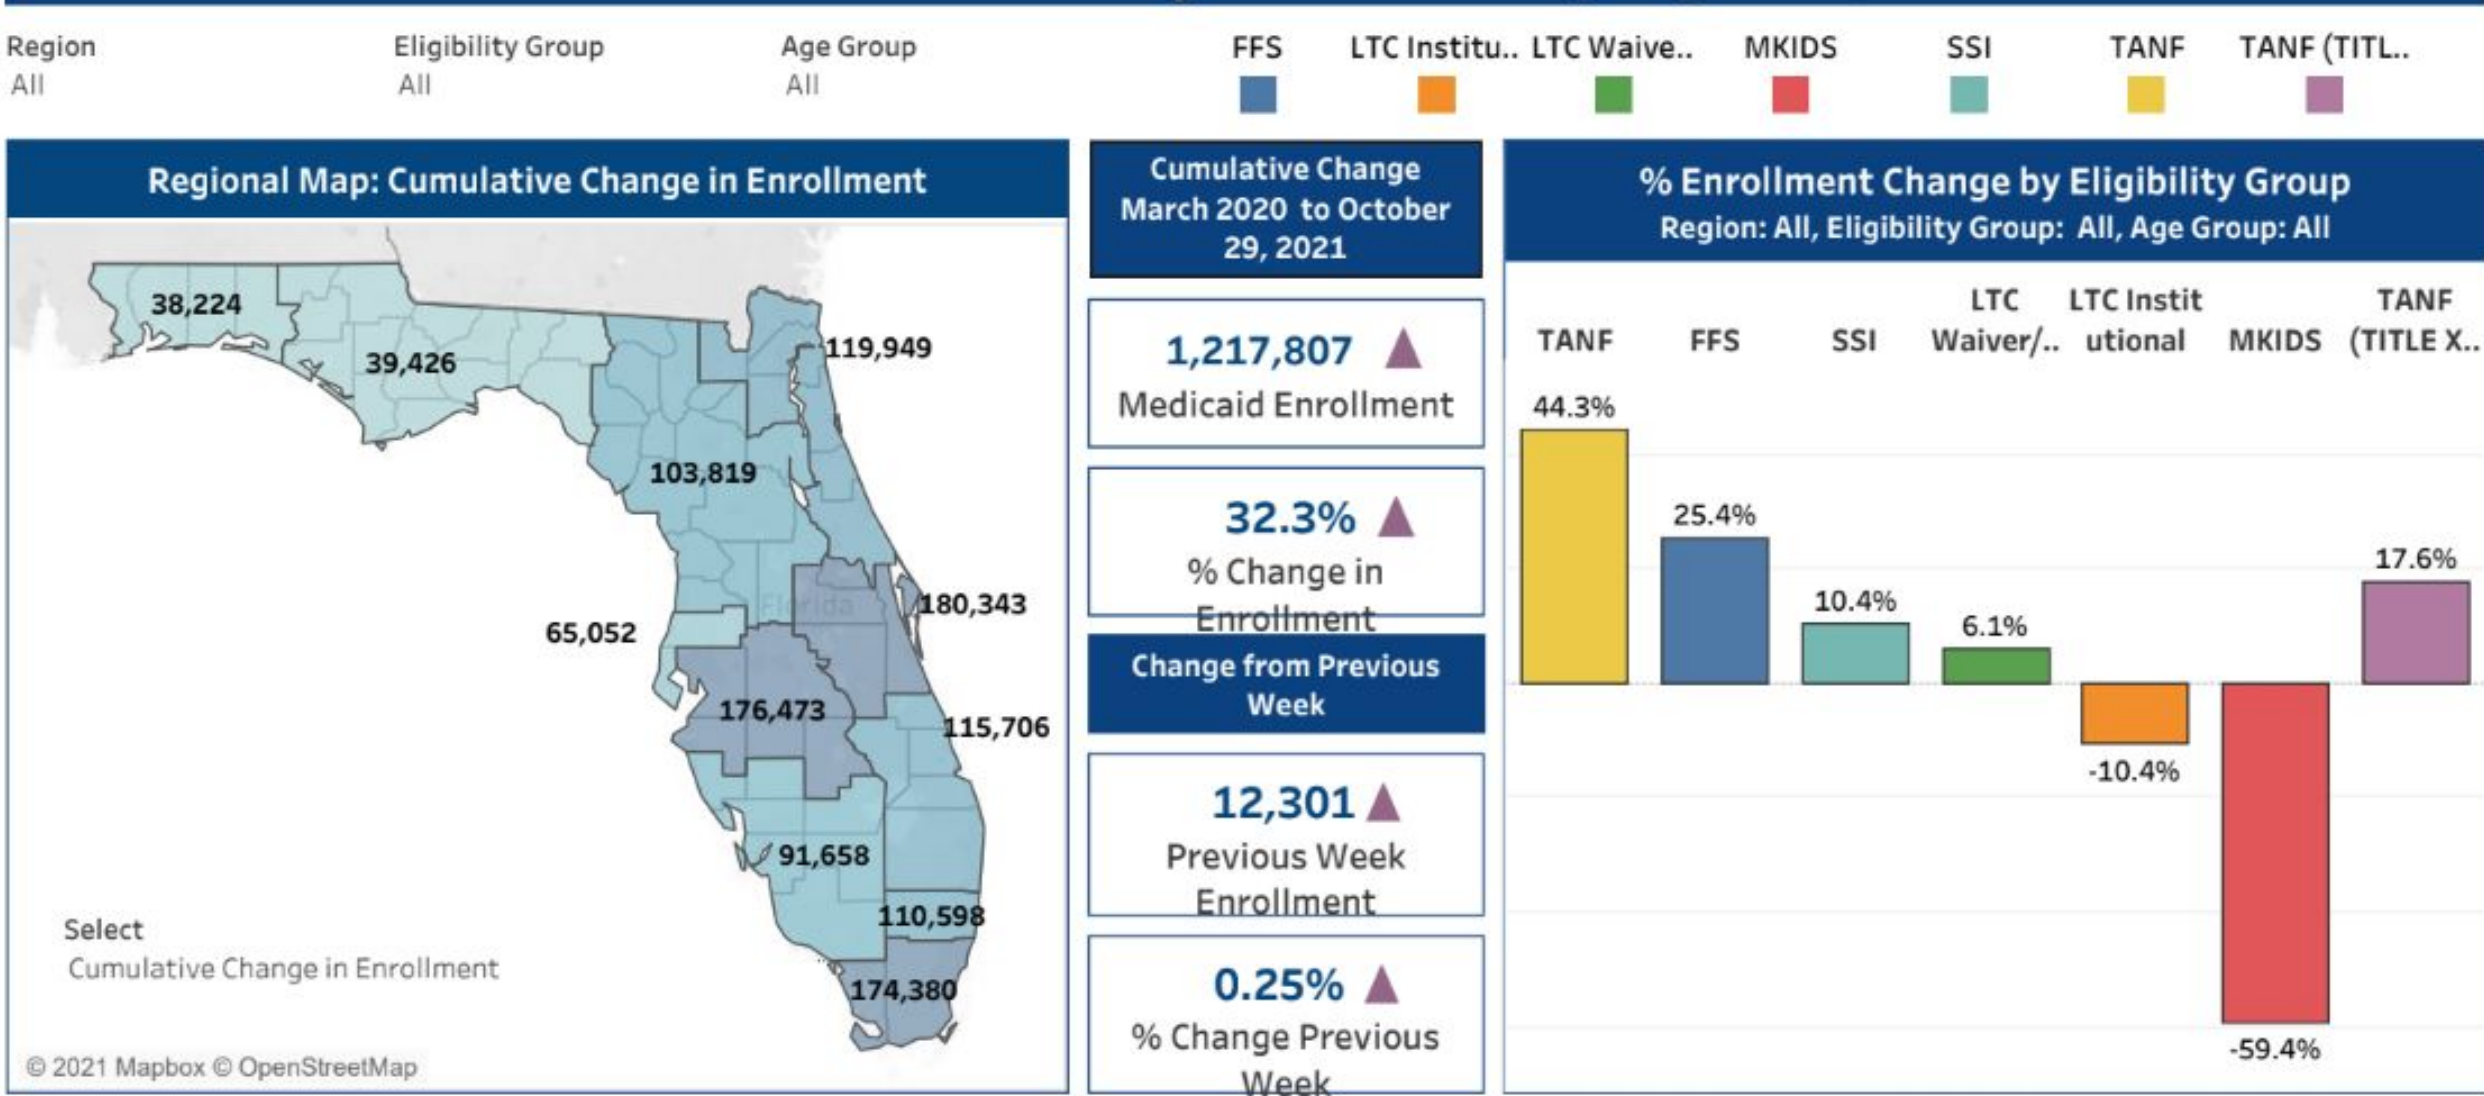 Region
All
Eligibility Group
All
Age Group
All
FFS
LTC Institu..
LTC Waive..
MKIDS
SSI
TANF
TANF (TITL..
Regional Map: Cumulative Change in Enrollment
38,224
39,426
119,949
103,819
Florida
180,343
65,052
176,473
115,706
91,658
110,598
174,380
Select
Cumulative Change in Enrollment
© 2021 Mapbox © OpenStreetMap
Cumulative Change
March 2020 to October
29, 2021
1,217,807
Medicaid Enrollment
32.3%
% Change in
Enrollment
Change from Previous
Week
12,301
Previous Week
Enrollment
0.25%
% Change Previous
Week
% Enrollment Change by Eligibility Group
Region: All, Eligibility Group: All, Age Group: All
TANF
FFS
SSI
LTC
Waiver/..
LTC Instit
utional
MKIDS
TANF
(TITLE X..
44.3%
25.4%
10.4%
6.1%
-10.4%
-59.4%
17.6%